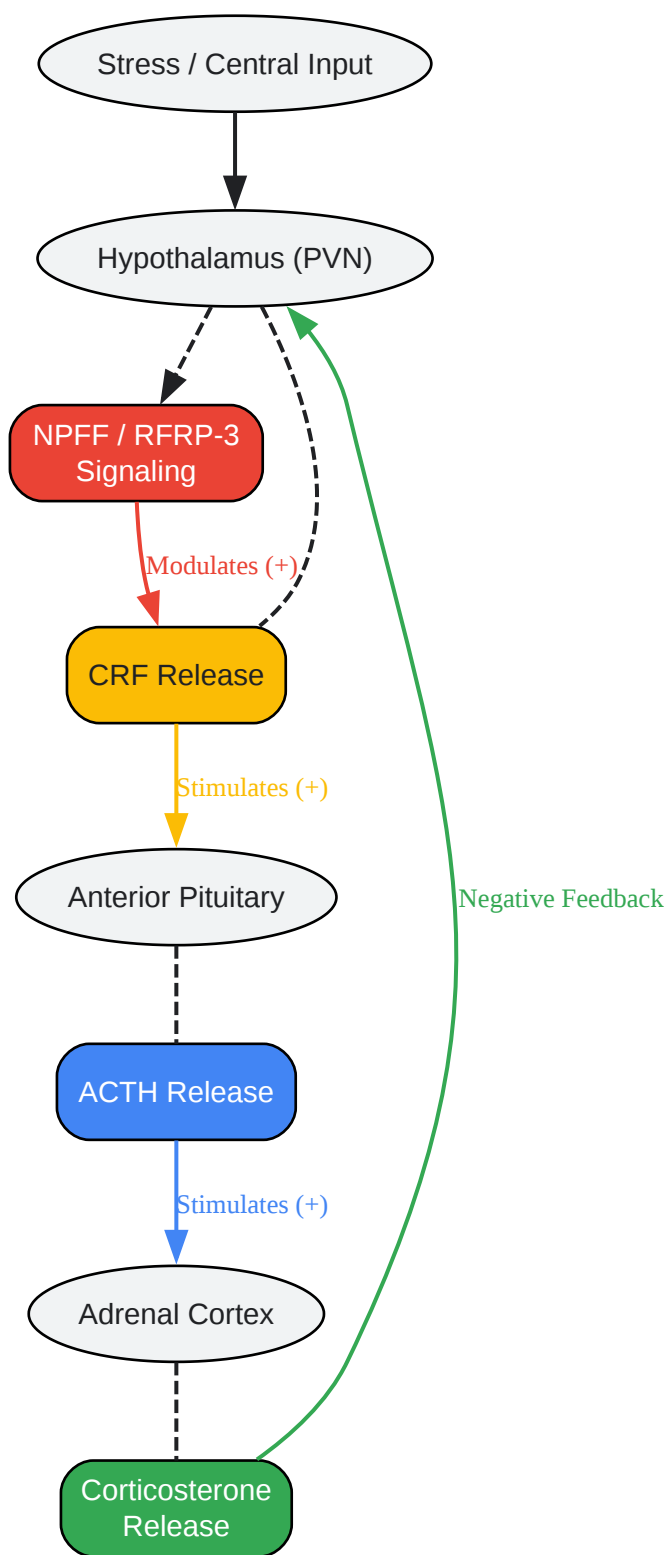 Stress / Central Input
Hypothalamus (PVN)
NPFF / RFRP-3
Signaling
Modulates (+)
CRF Release
Stimulates (+)
Anterior Pituitary
Negative Feedback
ACTH Release
Stimulates (+)
Adrenal Cortex
Corticosterone
Release